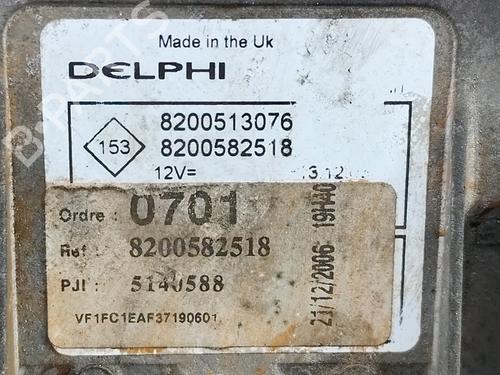 Made in the Uk
DELPHI
153
8200513076
8200582518
12V=
Ordre : 0701
Ref : 8200582518
PJI : 5140588
VF1FC1EAF37190601
21/12/2006 19H40